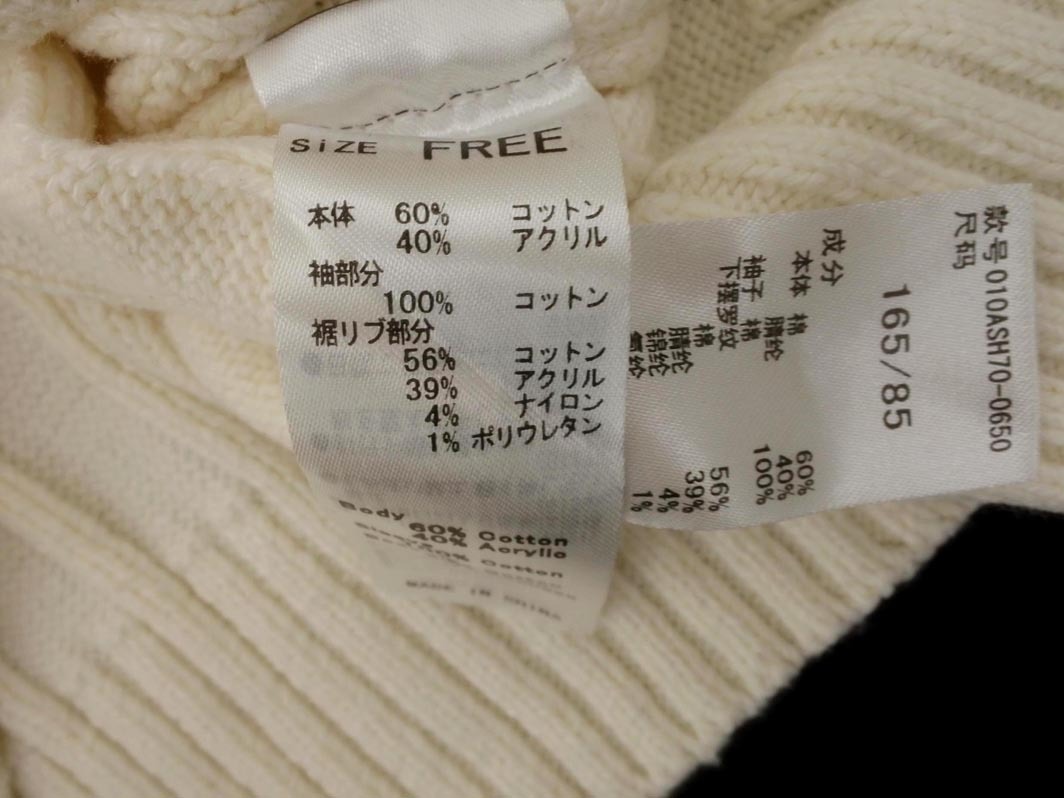 SiZE FREE
本体 60% コットン
40% アクリル
袖部分
100% コットン
裾リブ部分
56% コットン
39% アクリル
4% ナイロン
1% ポリウレタン
Body 60% Cotton
40% Acrylic
Cotton
MADE IN CHINA
款号 010ASH70-0650
尺码
165/85
成分
本体 棉 60%
腈纶 40%
袖子 棉 100%
下摆罗纹
棉 56%
腈纶 39%
锦纶 4%
氨纶 1%